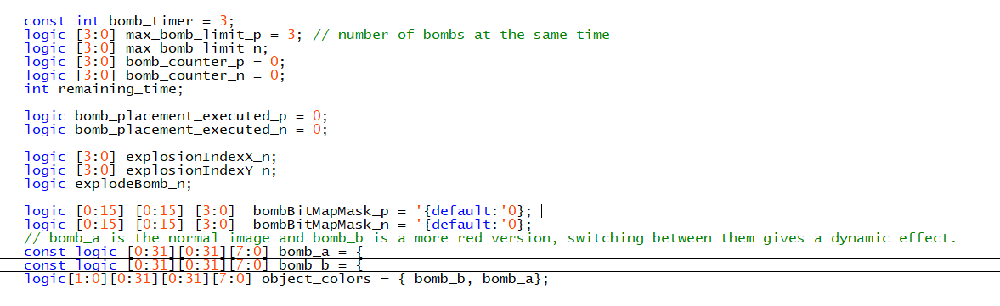 const int bomb_timer = 3;
logic [3:0] max_bomb_limit_p = 3; // number of bombs at the same time
logic [3:0] max_bomb_limit_n;
logic [3:0] bomb_counter_p = 0;
logic [3:0] bomb_counter_n = 0;
int remaining_time;
logic bomb_placement_executed_p = 0;
logic bomb_placement_executed_n = 0;
logic [3:0] explosionIndexX_n;
logic [3:0] explosionIndexY_n;
logic explodeBomb_n;
logic [0:15] [0:15] [3:0]  bombBitMapMask_p = '{default:'0};
logic [0:15] [0:15] [3:0]  bombBitMapMask_n = '{default:'0};
// bomb_a is the normal image and bomb_b is a more red version, switching between them gives a dynamic effect.
const logic [0:31][0:31][7:0] bomb_a = {
const logic [0:31][0:31][7:0] bomb_b = {
logic[1:0][0:31][0:31][7:0] object_colors = { bomb_b, bomb_a};